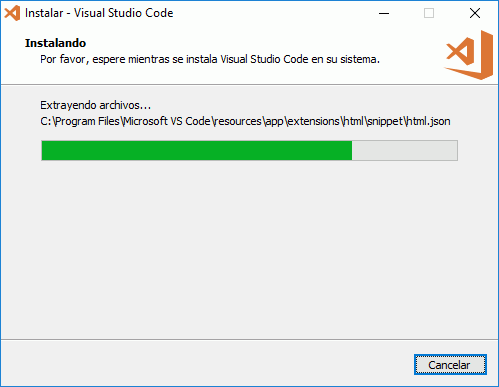 Instalar - Visual Studio Code
Instalando
Por favor, espere mientras se instala Visual Studio Code en su sistema.
Extrayendo archivos...
C:\Program Files\Microsoft VS Code\resources\app\extensions\html\snippet\html.json
Cancelar